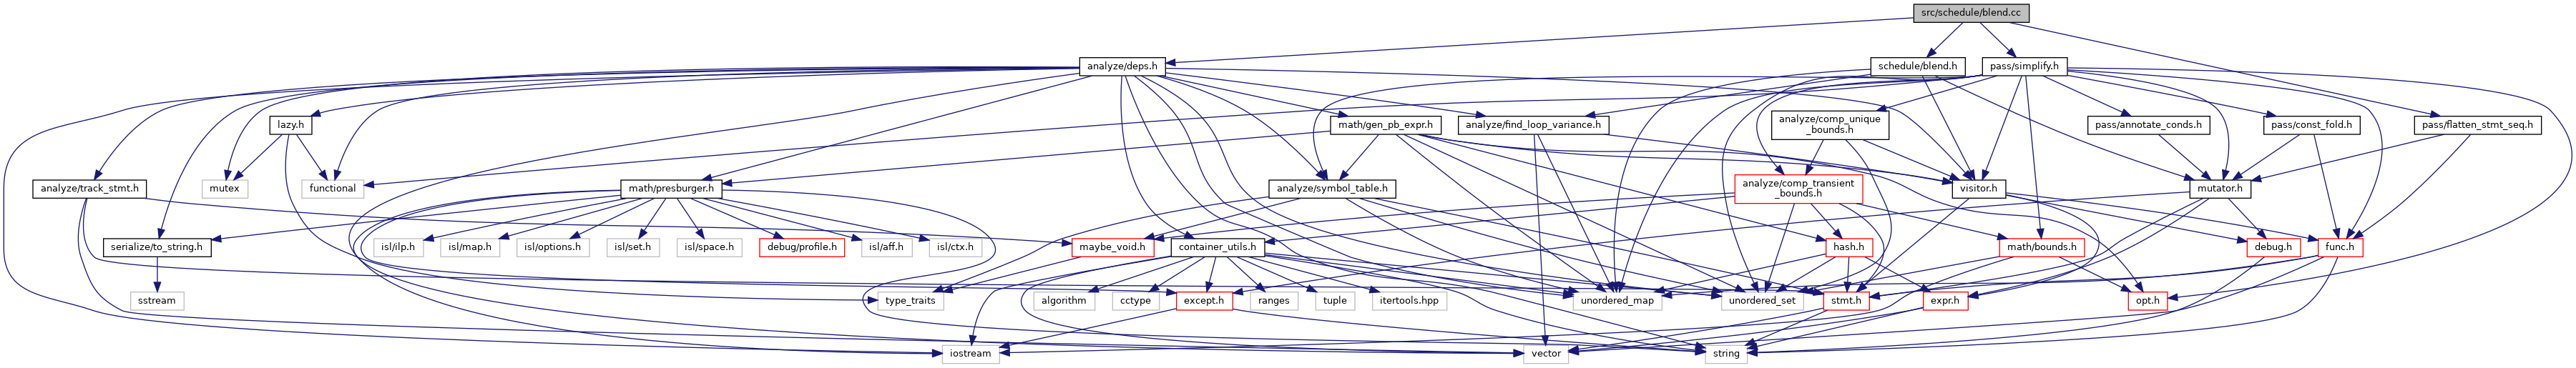 src/schedule/blend.cc
analyze/deps.h
schedule/blend.h
pass/simplify.h
lazy.h
math/gen_pb_expr.h
analyze/find_loop_variance.h
analyze/comp_unique
_bounds.h
pass/annotate_conds.h
pass/const_fold.h
pass/flatten_stmt_seq.h
analyze/track_stmt.h
mutex
functional
math/presburger.h
analyze/symbol_table.h
analyze/comp_transient
_bounds.h
visitor.h
mutator.h
serialize/to_string.h
isl/ilp.h
isl/map.h
isl/options.h
isl/set.h
isl/space.h
debug/profile.h
isl/aff.h
isl/ctx.h
maybe_void.h
container_utils.h
hash.h
math/bounds.h
debug.h
func.h
sstream
type_traits
algorithm
cctype
except.h
ranges
tuple
itertools.hpp
unordered_map
unordered_set
stmt.h
expr.h
opt.h
iostream
vector
string